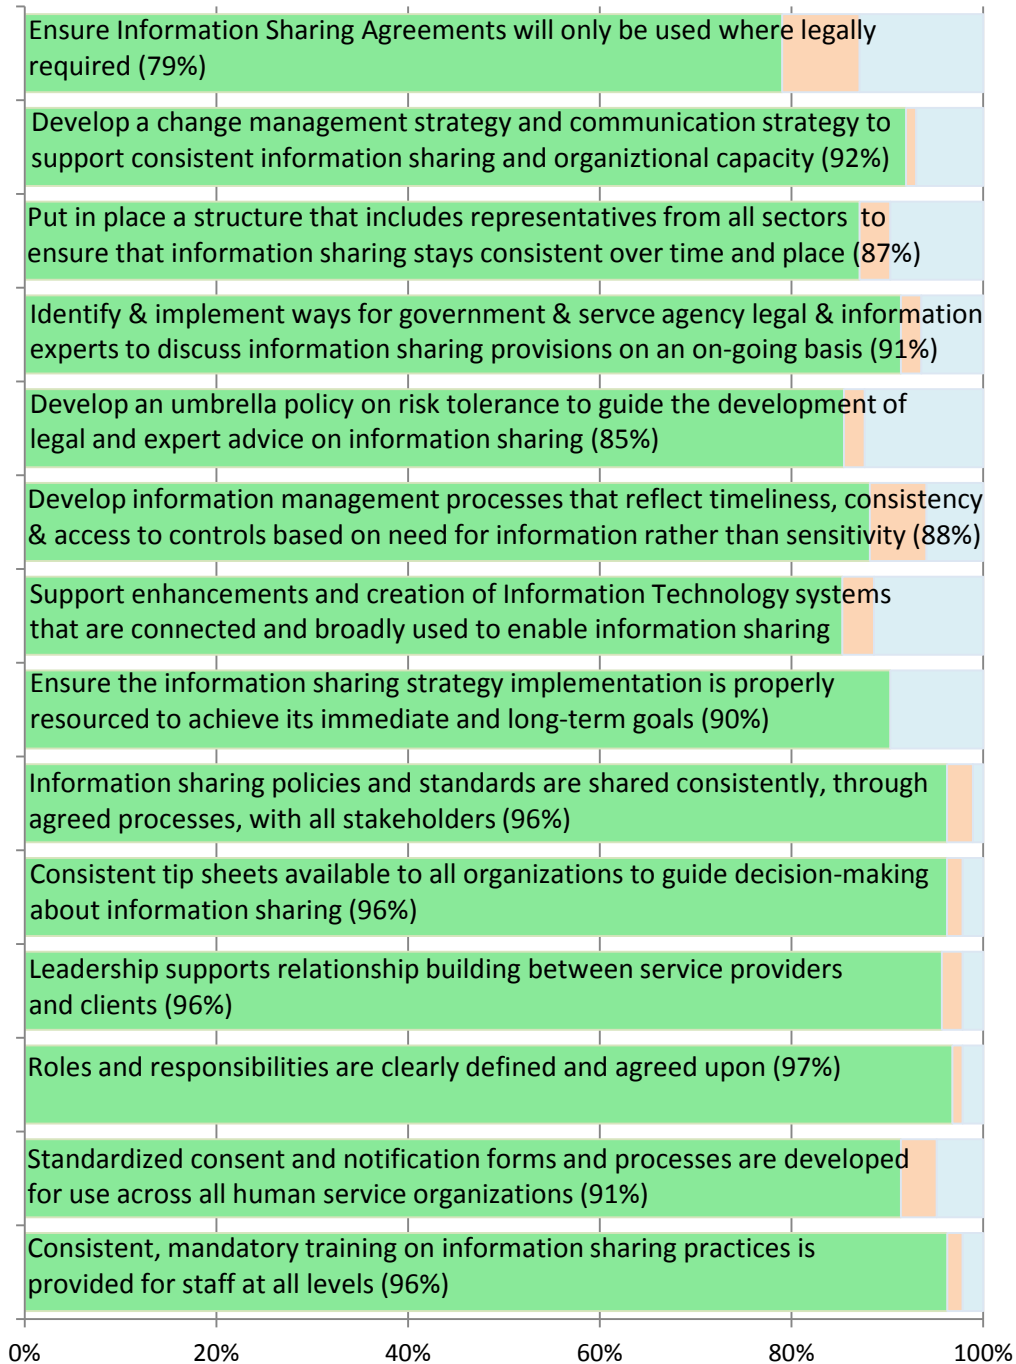 Ensure Information Sharing Agreements will only be used where legally
required (79%)
Develop a change management strategy and communication strategy to
support consistent information sharing and organiztional capacity (92%)
Put in place a structure that includes representatives from all sectors to
ensure that information sharing stays consistent over time and place (87%)
Identify & implement ways for government & servce agency legal & information
experts to discuss information sharing provisions on an on-going basis (91%)
Develop an umbrella policy on risk tolerance to guide the development of
legal and expert advice on information sharing (85%)
Develop information management processes that reflect timeliness, consistency
& access to controls based on need for information rather than sensitivity (88%)
Support enhancements and creation of Information Technology systems
that are connected and broadly used to enable information sharing
Ensure the information sharing strategy implementation is properly
resourced to achieve its immediate and long-term goals (90%)
Information sharing policies and standards are shared consistently, through
agreed processes, with all stakeholders (96%)
Consistent tip sheets available to all organizations to guide decision-making
about information sharing (96%)
Leadership supports relationship building between service providers
and clients (96%)
Roles and responsibilities are clearly defined and agreed upon (97%)
Standardized consent and notification forms and processes are developed
for use across all human service organizations (91%)
Consistent, mandatory training on information sharing practices is
provided for staff at all levels (96%)
0% 20% 40% 60% 80% 100%